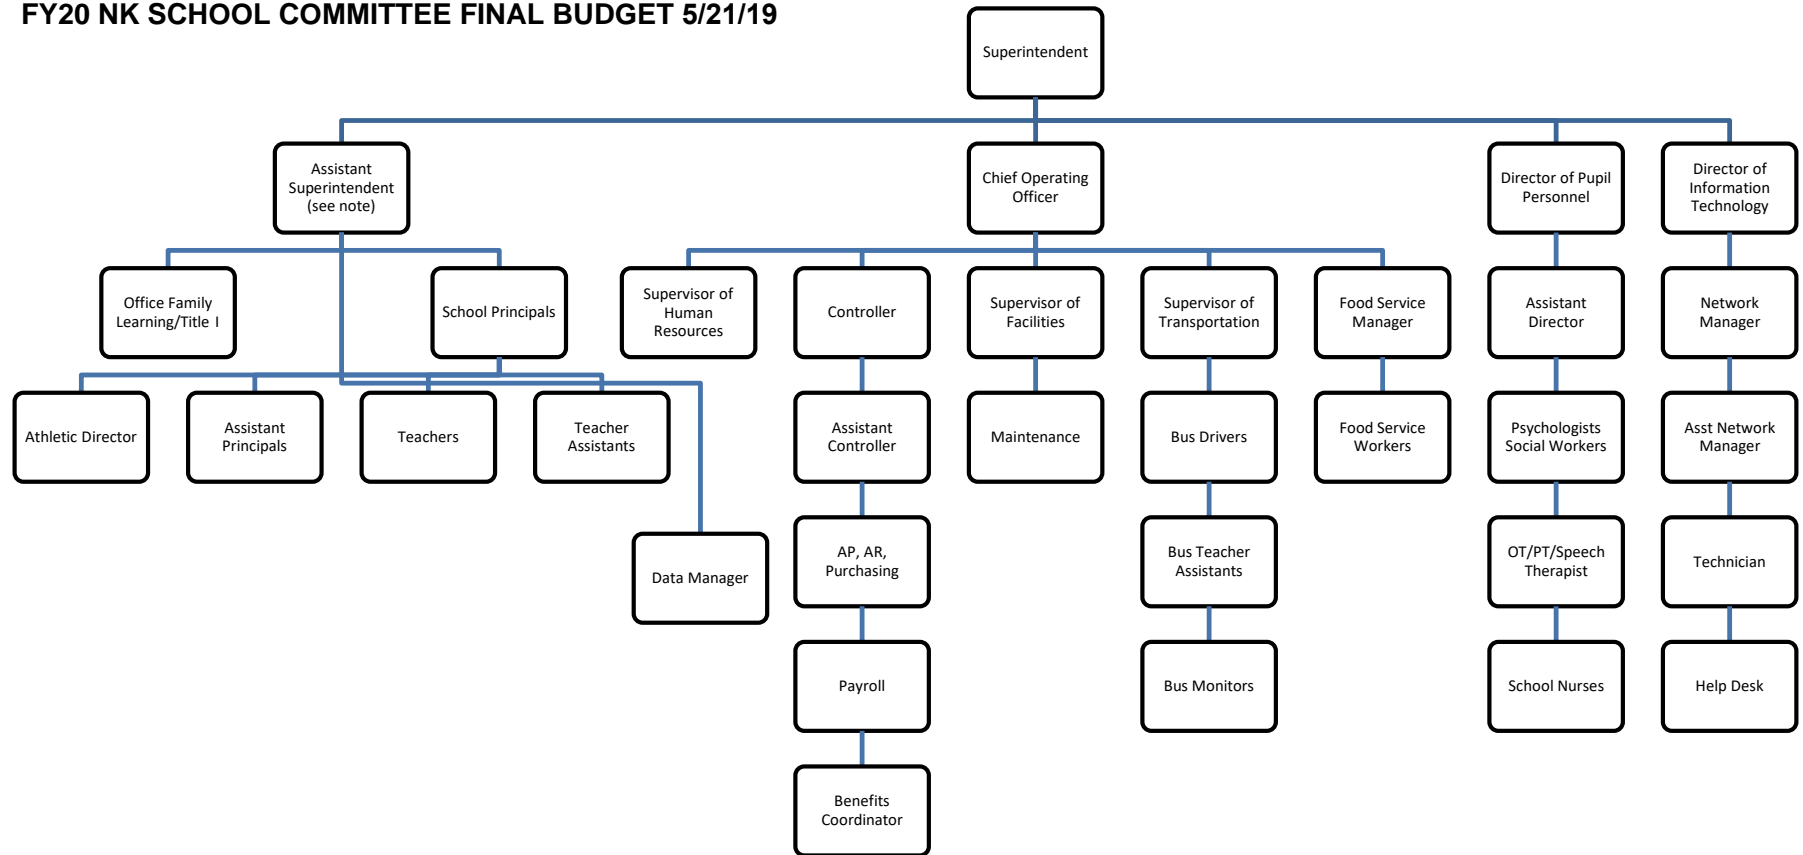 FY20 NK SCHOOL COMMITTEE FINAL BUDGET 5/21/19
Superintendent
Assistant
Superintendent
(see note)
Chief Operating
Officer
Director of Pupil
Personnel
Director of
Information
Technology
Office Family
Learning/Title I
School Principals
Supervisor of
Human
Resources
Controller
Supervisor of
Facilities
Supervisor of
Transportation
Food Service
Manager
Assistant
Director
Network
Manager
Athletic Director
Assistant
Principals
Teachers
Teacher
Assistants
Assistant
Controller
Maintenance
Bus Drivers
Food Service
Workers
Psychologists
Social Workers
Asst Network
Manager
Data Manager
AP, AR,
Purchasing
Bus Teacher
Assistants
OT/PT/Speech
Therapist
Technician
Payroll
Bus Monitors
School Nurses
Help Desk
Benefits
Coordinator